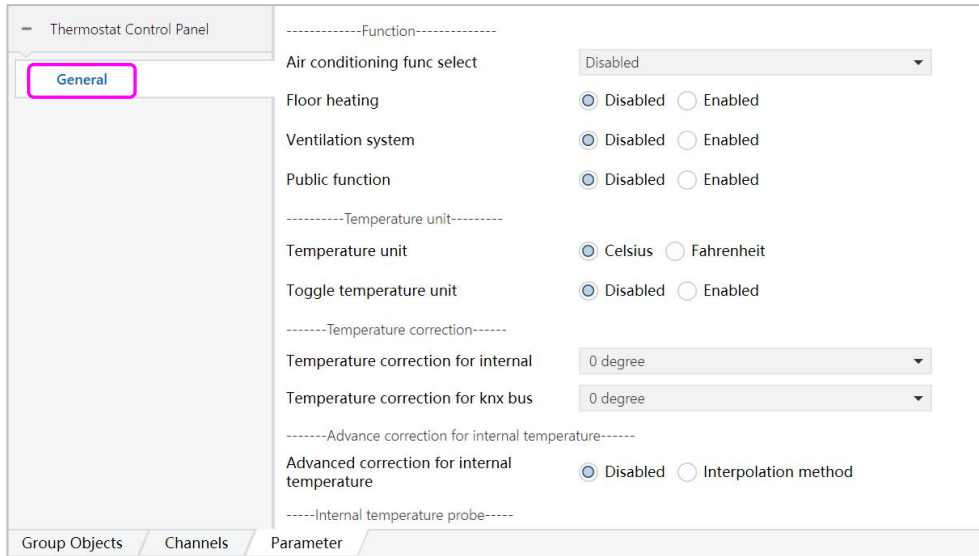 − Thermostat Control Panel
General
-------------Function--------------
Air conditioning func select Disabled
Floor heating Disabled Enabled
Ventilation system Disabled Enabled
Public function Disabled Enabled
----------Temperature unit---------
Temperature unit Celsius Fahrenheit
Toggle temperature unit Disabled Enabled
-------Temperature correction------
Temperature correction for internal 0 degree
Temperature correction for knx bus 0 degree
-------Advance correction for internal temperature------
Advanced correction for internal
temperature Disabled Interpolation method
-----Internal temperature probe-----
Group Objects Channels Parameter